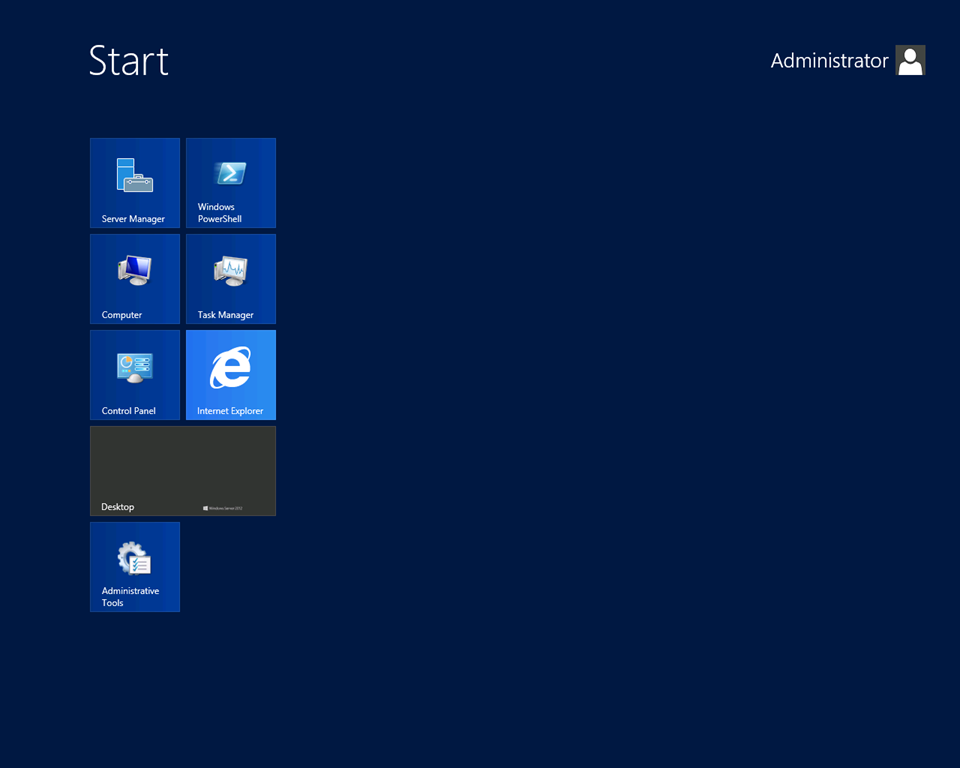 Start
Administrator
Server Manager
Windows
PowerShell
Computer
Task Manager
Control Panel
Internet Explorer
Desktop
Windows Server 2012
Administrative
Tools